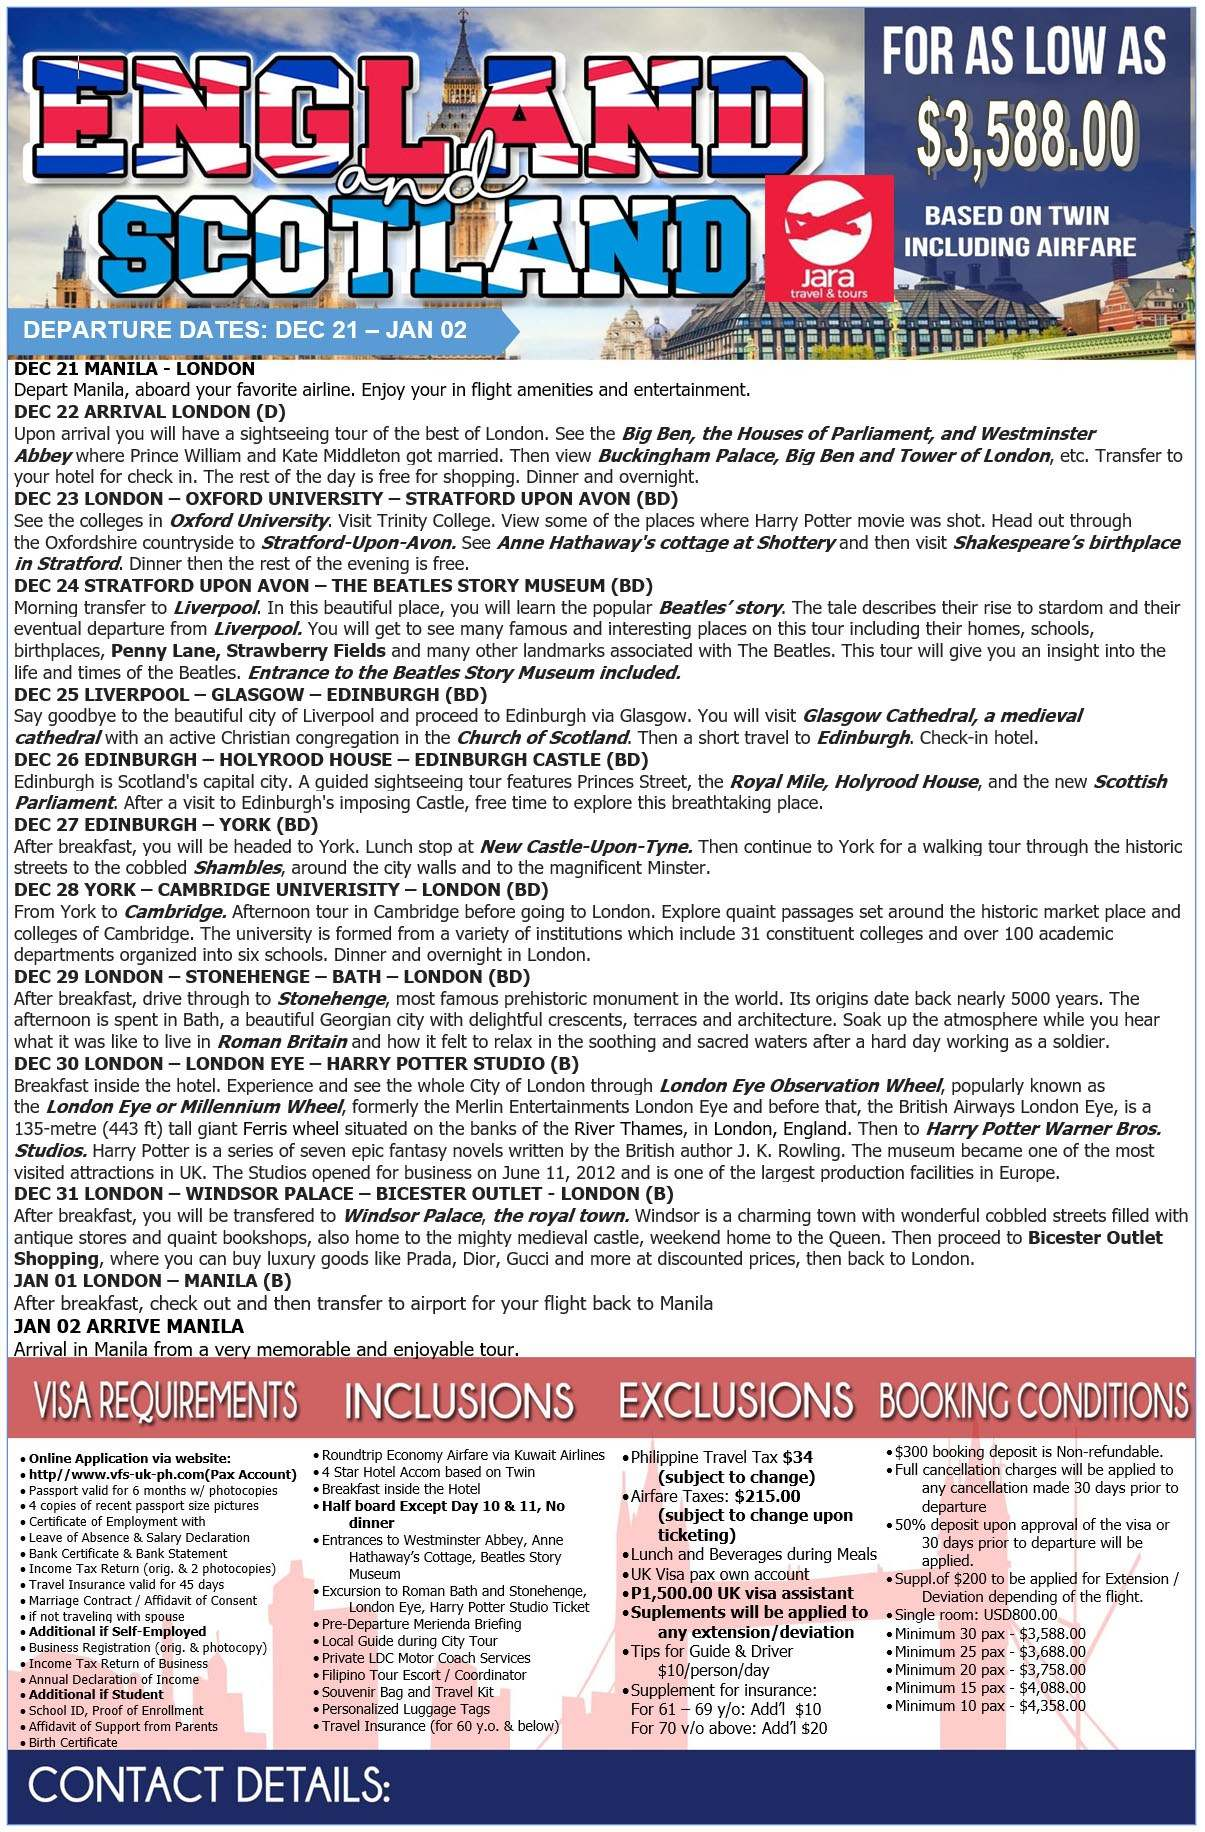 ENGLAND
and
SCOTLAND
FOR AS LOW AS
$3,588.00
BASED ON TWIN
INCLUDING AIRFARE
Jara
travel & tours
DEPARTURE DATES: DEC 21 – JAN 02
DEC 21 MANILA - LONDON
Depart Manila, aboard your favorite airline. Enjoy your in flight amenities and entertainment.
DEC 22 ARRIVAL LONDON (D)
Upon arrival you will have a sightseeing tour of the best of London. See the Big Ben, the Houses of Parliament, and Westminster
Abbey where Prince William and Kate Middleton got married. Then view Buckingham Palace, Big Ben and Tower of London, etc. Transfer to
your hotel for check in. The rest of the day is free for shopping. Dinner and overnight.
DEC 23 LONDON – OXFORD UNIVERSITY – STRATFORD UPON AVON (BD)
See the colleges in Oxford University. Visit Trinity College. View some of the places where Harry Potter movie was shot. Head out through
the Oxfordshire countryside to Stratford-Upon-Avon. See Anne Hathaway's cottage at Shottery and then visit Shakespeare’s birthplace
in Stratford. Dinner then the rest of the evening is free.
DEC 24 STRATFORD UPON AVON – THE BEATLES STORY MUSEUM (BD)
Morning transfer to Liverpool. In this beautiful place, you will learn the popular Beatles’ story. The tale describes their rise to stardom and their
eventual departure from Liverpool. You will get to see many famous and interesting places on this tour including their homes, schools,
birthplaces, Penny Lane, Strawberry Fields and many other landmarks associated with The Beatles. This tour will give you an insight into the
life and times of the Beatles. Entrance to the Beatles Story Museum included.
DEC 25 LIVERPOOL – GLASGOW – EDINBURGH (BD)
Say goodbye to the beautiful city of Liverpool and proceed to Edinburgh via Glasgow. You will visit Glasgow Cathedral, a medieval
cathedral with an active Christian congregation in the Church of Scotland. Then a short travel to Edinburgh. Check-in hotel.
DEC 26 EDINBURGH – HOLYROOD HOUSE – EDINBURGH CASTLE (BD)
Edinburgh is Scotland's capital city. A guided sightseeing tour features Princes Street, the Royal Mile, Holyrood House, and the new Scottish
Parliament. After a visit to Edinburgh's imposing Castle, free time to explore this breathtaking place.
DEC 27 EDINBURGH – YORK (BD)
After breakfast, you will be headed to York. Lunch stop at New Castle-Upon-Tyne. Then continue to York for a walking tour through the historic
streets to the cobbled Shambles, around the city walls and to the magnificent Minster.
DEC 28 YORK – CAMBRIDGE UNIVERISITY – LONDON (BD)
From York to Cambridge. Afternoon tour in Cambridge before going to London. Explore quaint passages set around the historic market place and
colleges of Cambridge. The university is formed from a variety of institutions which include 31 constituent colleges and over 100 academic
departments organized into six schools. Dinner and overnight in London.
DEC 29 LONDON – STONEHENGE – BATH – LONDON (BD)
After breakfast, drive through to Stonehenge, most famous prehistoric monument in the world. Its origins date back nearly 5000 years. The
afternoon is spent in Bath, a beautiful Georgian city with delightful crescents, terraces and architecture. Soak up the atmosphere while you hear
what it was like to live in Roman Britain and how it felt to relax in the soothing and sacred waters after a hard day working as a soldier.
DEC 30 LONDON – LONDON EYE – HARRY POTTER STUDIO (B)
Breakfast inside the hotel. Experience and see the whole City of London through London Eye Observation Wheel, popularly known as
the London Eye or Millennium Wheel, formerly the Merlin Entertainments London Eye and before that, the British Airways London Eye, is a
135-metre (443 ft) tall giant Ferris wheel situated on the banks of the River Thames, in London, England. Then to Harry Potter Warner Bros.
Studios. Harry Potter is a series of seven epic fantasy novels written by the British author J. K. Rowling. The museum became one of the most
visited attractions in UK. The Studios opened for business on June 11, 2012 and is one of the largest production facilities in Europe.
DEC 31 LONDON – WINDSOR PALACE – BICESTER OUTLET - LONDON (B)
After breakfast, you will be transfered to Windsor Palace, the royal town. Windsor is a charming town with wonderful cobbled streets filled with
antique stores and quaint bookshops, also home to the mighty medieval castle, weekend home to the Queen. Then proceed to Bicester Outlet
Shopping, where you can buy luxury goods like Prada, Dior, Gucci and more at discounted prices, then back to London.
JAN 01 LONDON – MANILA (B)
After breakfast, check out and then transfer to airport for your flight back to Manila
JAN 02 ARRIVE MANILA
Arrival in Manila from a very memorable and enjoyable tour.
VISA REQUIREMENTS
• Online Application via website:
• http//www.vfs-uk-ph.com(Pax Account)
• Passport valid for 6 months w/ photocopies
• 4 copies of recent passport size pictures
• Certificate of Employment with
• Leave of Absence & Salary Declaration
• Bank Certificate & Bank Statement
• Income Tax Return (orig. & 2 photocopies)
• Travel Insurance valid for 45 days
• Marriage Contract / Affidavit of Consent
• if not traveling with spouse
• Additional if Self-Employed
• Business Registration (orig. & photocopy)
• Income Tax Return of Business
• Annual Declaration of Income
• Additional if Student
• School ID, Proof of Enrollment
• Affidavit of Support from Parents
• Birth Certificate
INCLUSIONS
• Roundtrip Economy Airfare via Kuwait Airlines
• 4 Star Hotel Accom based on Twin
• Breakfast inside the Hotel
• Half board Except Day 10 & 11, No
dinner
• Entrances to Westminster Abbey, Anne
Hathaway’s Cottage, Beatles Story
Museum
• Excursion to Roman Bath and Stonehenge,
London Eye, Harry Potter Studio Ticket
• Pre-Departure Merienda Briefing
• Local Guide during City Tour
• Private LDC Motor Coach Services
• Filipino Tour Escort / Coordinator
• Souvenir Bag and Travel Kit
• Personalized Luggage Tags
• Travel Insurance (for 60 y.o. & below)
EXCLUSIONS
• Philippine Travel Tax $34
(subject to change)
• Airfare Taxes: $215.00
(subject to change upon
ticketing)
• Lunch and Beverages during Meals
• UK Visa pax own account
• P1,500.00 UK visa assistant
• Suplements will be applied to
any extension/deviation
• Tips for Guide & Driver
$10/person/day
• Supplement for insurance:
For 61 – 69 y/o: Add’l $10
For 70 y/o above: Add’l $20
BOOKING CONDITIONS
• $300 booking deposit is Non-refundable.
• Full cancellation charges will be applied to
any cancellation made 30 days prior to
departure
• 50% deposit upon approval of the visa or
30 days prior to departure will be
applied.
• Suppl.of $200 to be applied for Extension /
Deviation depending of the flight.
• Single room: USD800.00
• Minimum 30 pax - $3,588.00
• Minimum 25 pax - $3,688.00
• Minimum 20 pax - $3,758.00
• Minimum 15 pax - $4,088.00
• Minimum 10 pax - $4,358.00
CONTACT DETAILS: